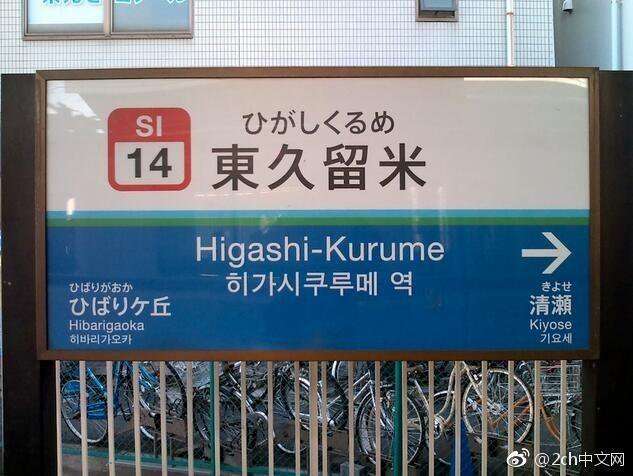 SI
14
ひがしくるめ
東久留米
Higashi-Kurume
히가시쿠루메 역
ひばりがおか
ひばりケ丘
Hibarigaoka
히바리가오카
きよせ
清瀬
Kiyose
기요세
@2ch中文网